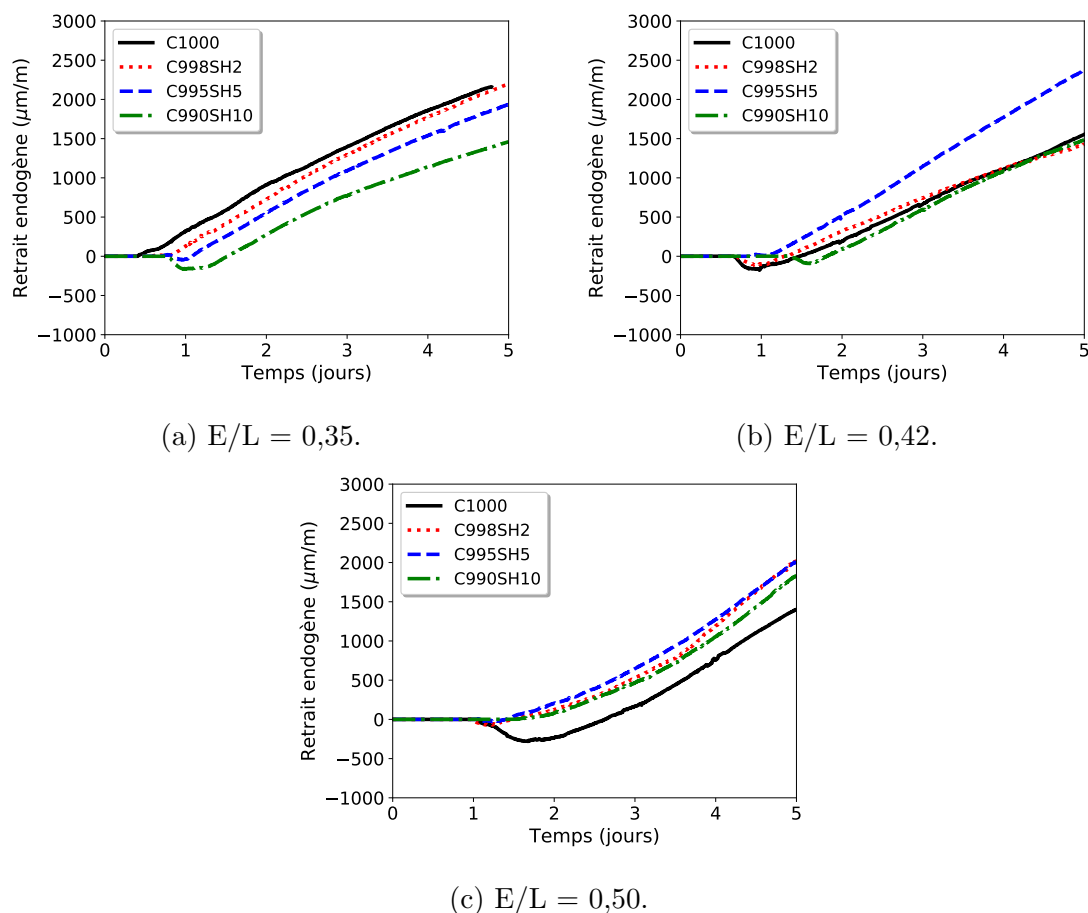 3000
2500
2000
1500
1000
500
0
−500
−1000
Retrait endogène (μm/m)
C1000
C998SH2
C995SH5
C990SH10
0 1 2 3 4 5
Temps (jours)
(a) E/L = 0,35.
3000
2500
2000
1500
1000
500
0
−500
−1000
Retrait endogène (μm/m)
C1000
C998SH2
C995SH5
C990SH10
0 1 2 3 4 5
Temps (jours)
(b) E/L = 0,42.
3000
2500
2000
1500
1000
500
0
−500
−1000
Retrait endogène (μm/m)
C1000
C998SH2
C995SH5
C990SH10
0 1 2 3 4 5
Temps (jours)
(c) E/L = 0,50.